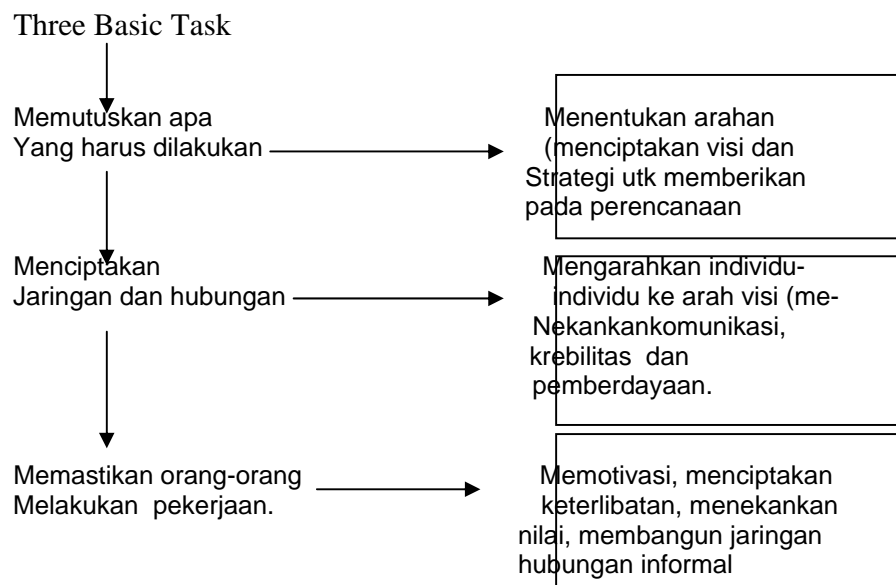 Three Basic Task
Memutuskan apa
Yang harus dilakukan
Menentukan arahan
(menciptakan visi dan
Strategi utk memberikan
pada perencanaan
Menciptakan
Jaringan dan hubungan
Mengarahkan individu-
individu ke arah visi (me-
Nekankankomunikasi,
krebilitas dan
pemberdayaan.
Memastikan orang-orang
Melakukan pekerjaan.
Memotivasi, menciptakan
keterlibatan, menekankan
nilai, membangun jaringan
hubungan informal